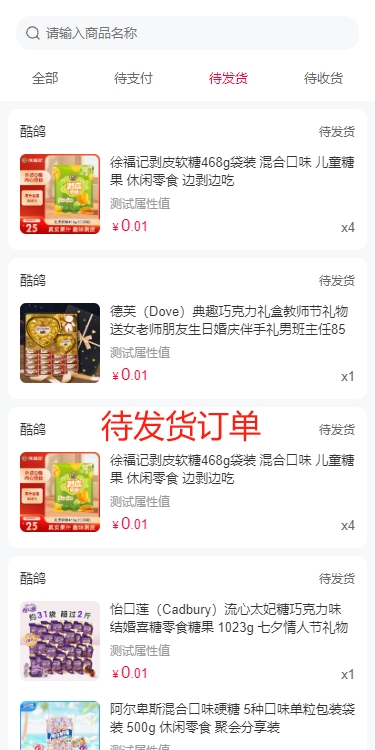 请输入商品名称
全部 待支付 待发货 待收货
酷鸽 待发货
徐福记剥皮软糖468g袋装 混合口味 儿童糖
果 休闲零食 边剥边吃
测试属性值
¥0.01 x4
酷鸽 待发货
德芙（Dove）典趣巧克力礼盒教师节礼物
送女老师朋友生日婚庆伴手礼男班主任85
测试属性值
¥0.01 x1
待发货订单
酷鸽 待发货
徐福记剥皮软糖468g袋装 混合口味 儿童糖
果 休闲零食 边剥边吃
测试属性值
¥0.01 x4
酷鸽 待发货
怡口莲（Cadbury）流心太妃糖巧克力味
结婚喜糖零食糖果 1023g 七夕情人节礼物
测试属性值
¥0.01 x1
阿尔卑斯混合口味硬糖 5种口味单粒包装袋
装 500g 休闲零食 聚会分享装